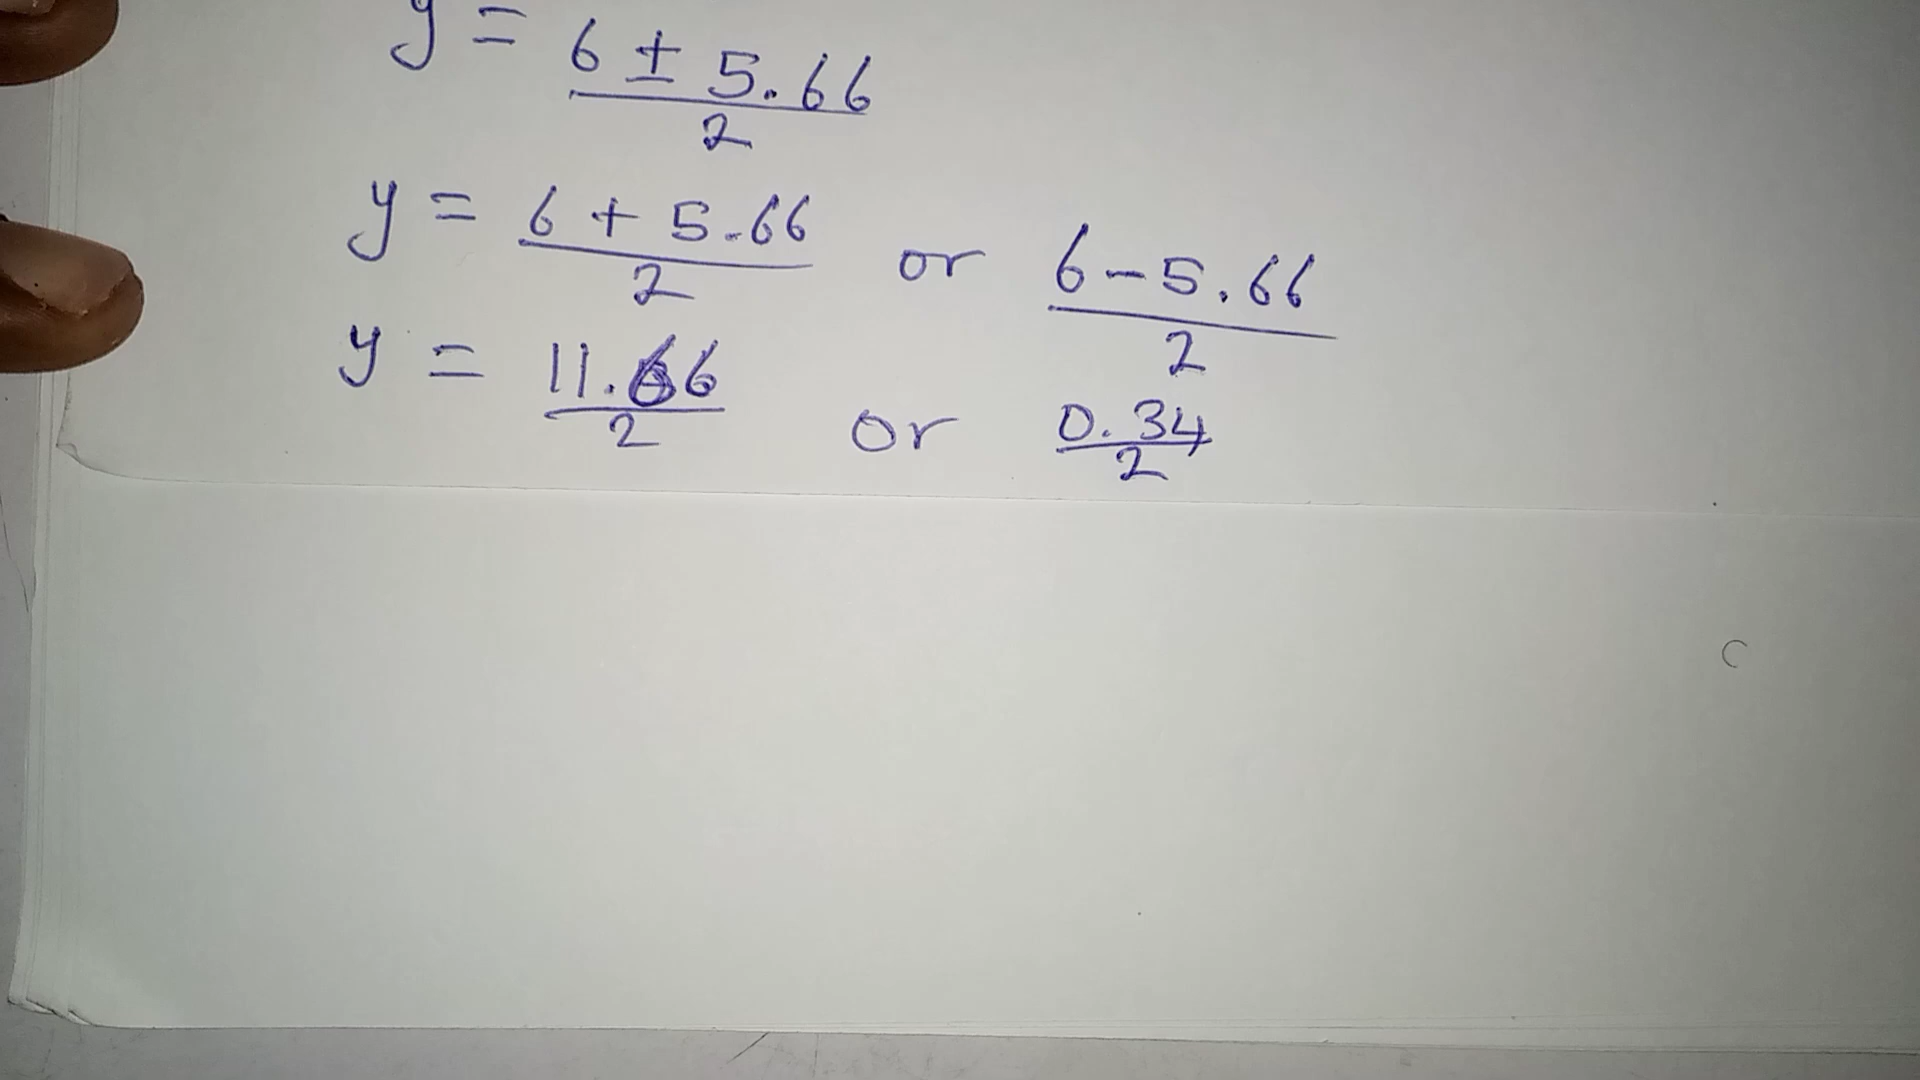 y = 6 ± 5.66 / 2
y = 6 + 5.66 / 2 or 6 - 5.66 / 2
y = 11.66 / 2 or 0.34 / 2